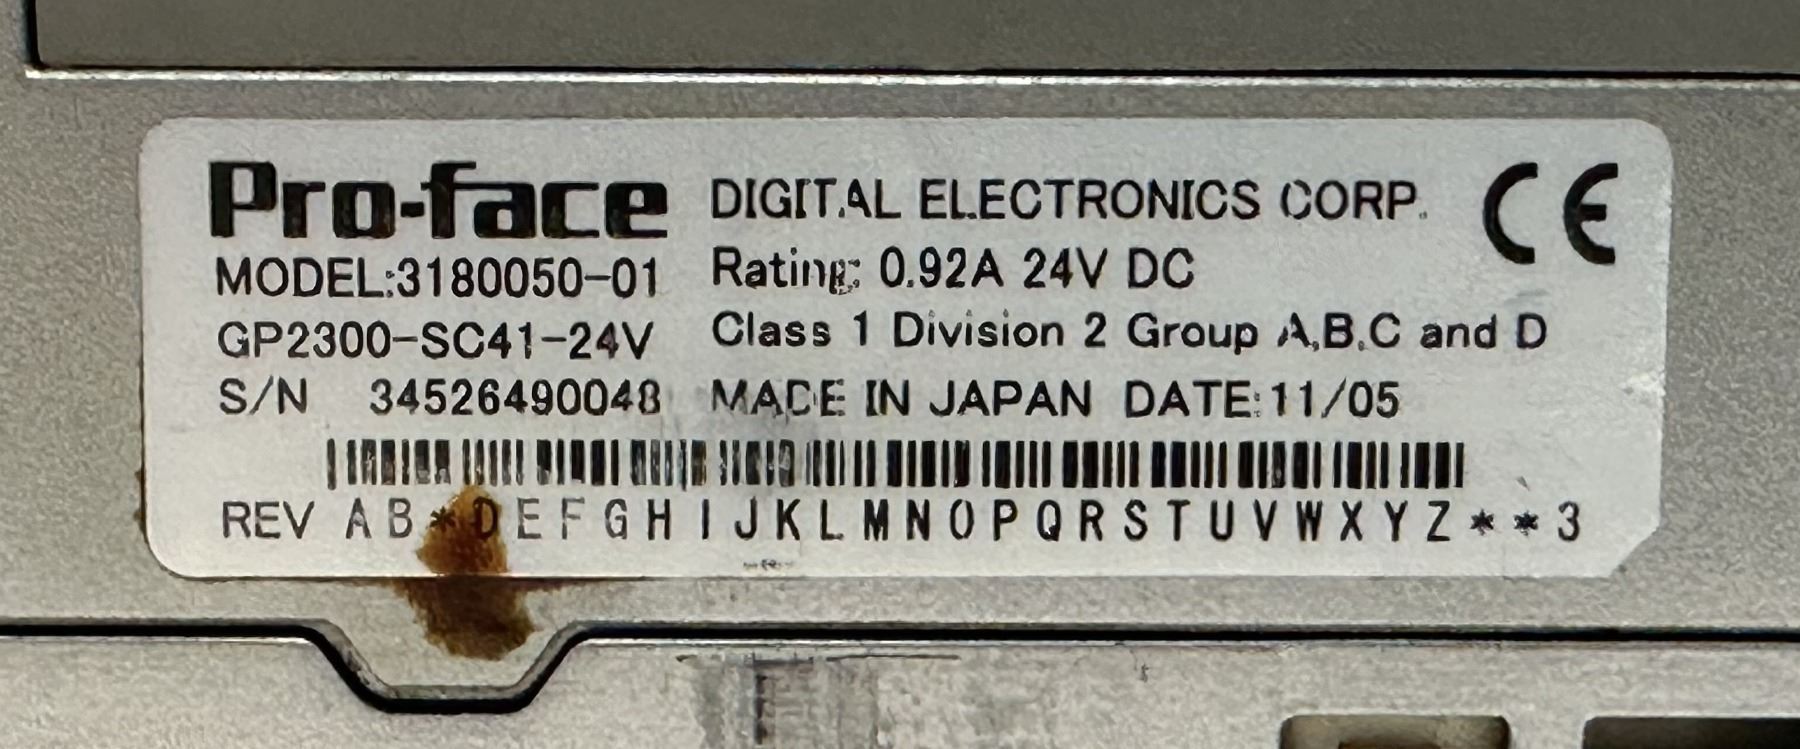 Pro-face DIGITAL ELECTRONICS CORP. CE
MODEL:3180050-01 Rating: 0.92A 24V DC
GP2300-SC41-24V Class 1 Division 2 Group A,B,C and D
S/N 34526490048 MADE IN JAPAN DATE:11/05
REV A B * D E F G H I J K L M N O P Q R S T U V W X Y Z * * 3